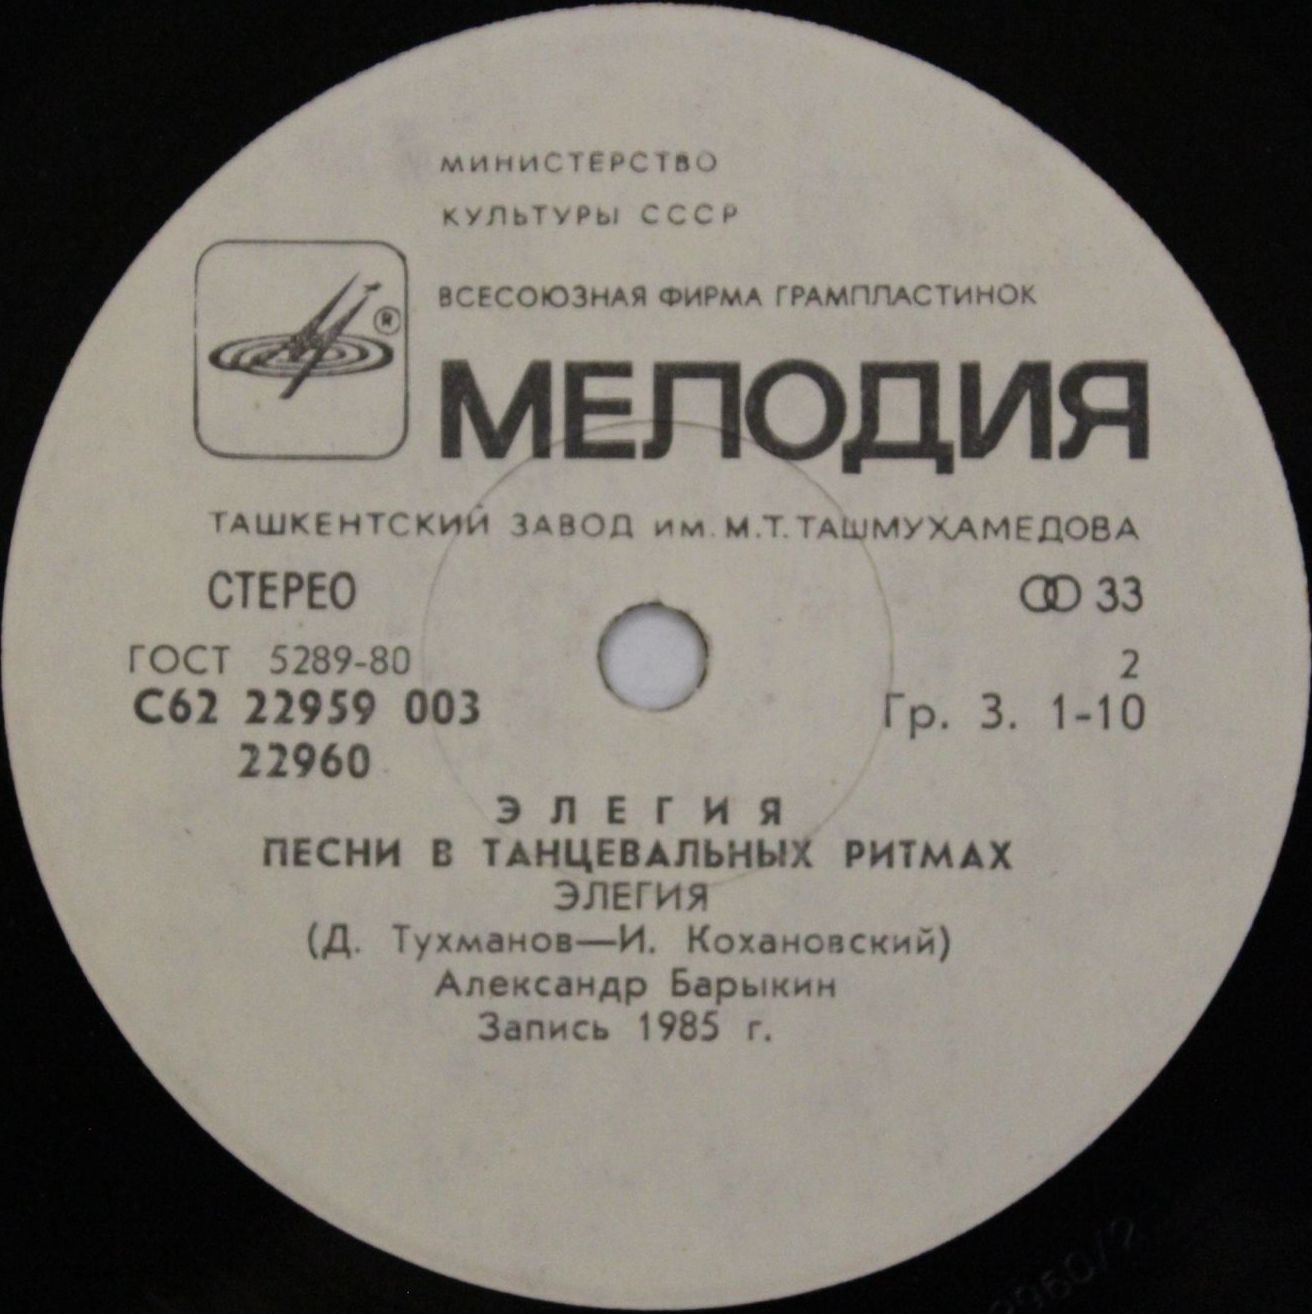 МИНИСТЕРСТВО
КУЛЬТУРЫ СССР
ВСЕСОЮЗНАЯ ФИРМА ГРАМПЛАСТИНОК
®
МЕЛОДИЯ
ТАШКЕНТСКИЙ ЗАВОД им. М.Т. ТАШМУХАМЕДОВА
СТЕРЕО 33
ГОСТ 5289-80 2
С62 22959 003 Гр. 3. 1-10
22960
ЭЛЕГИЯ
ПЕСНИ В ТАНЦЕВАЛЬНЫХ РИТМАХ
ЭЛЕГИЯ
(Д. Тухманов—И. Кохановский)
Александр Барыкин
Запись 1985 г.